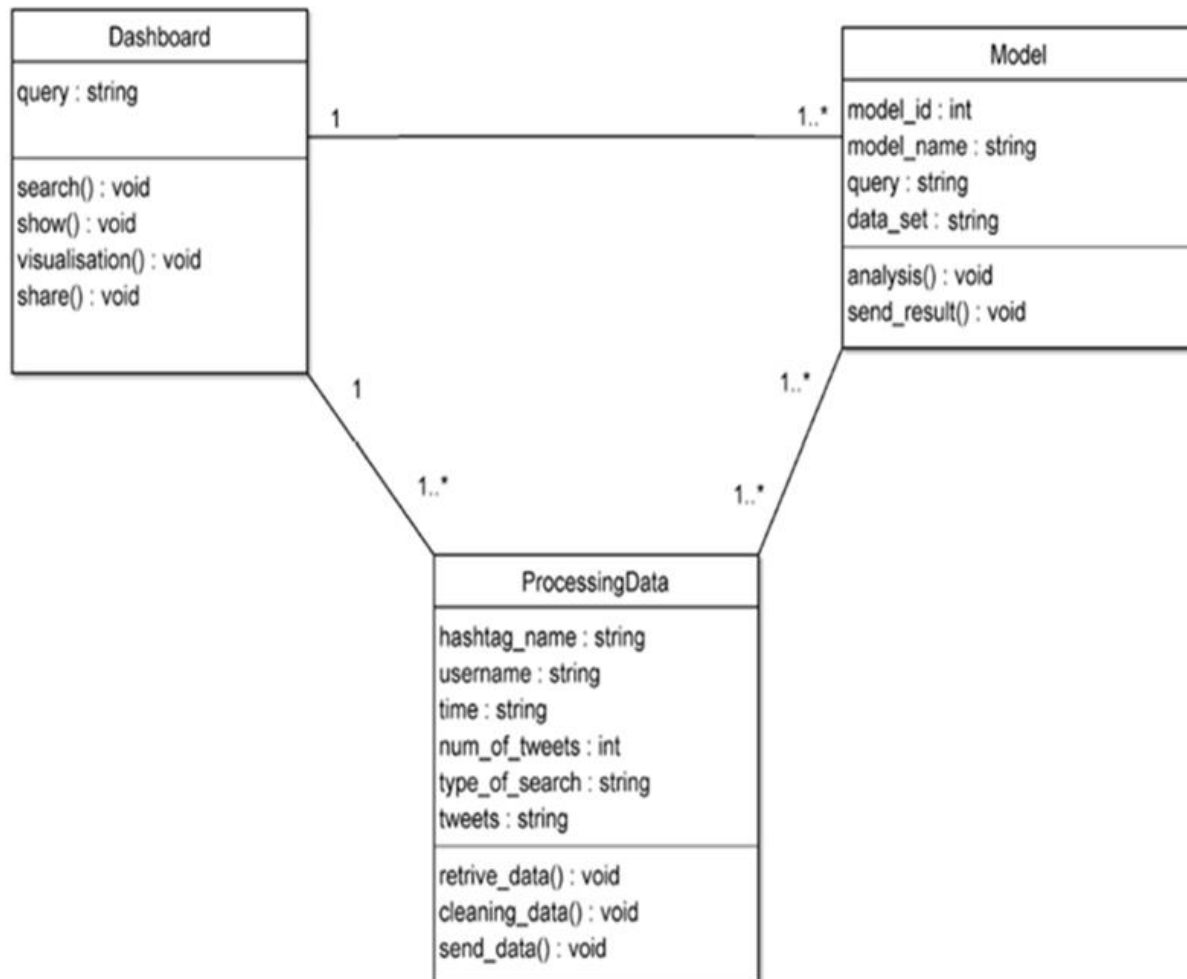 Dashboard
query : string
search() : void
show() : void
visualisation() : void
share() : void
1
1..*
Model
model_id : int
model_name : string
query : string
data_set : string
analysis() : void
send_result() : void
1
1..*
1..*
1..*
ProcessingData
hashtag_name : string
username : string
time : string
num_of_tweets : int
type_of_search : string
tweets : string
retrive_data() : void
cleaning_data() : void
send_data() : void